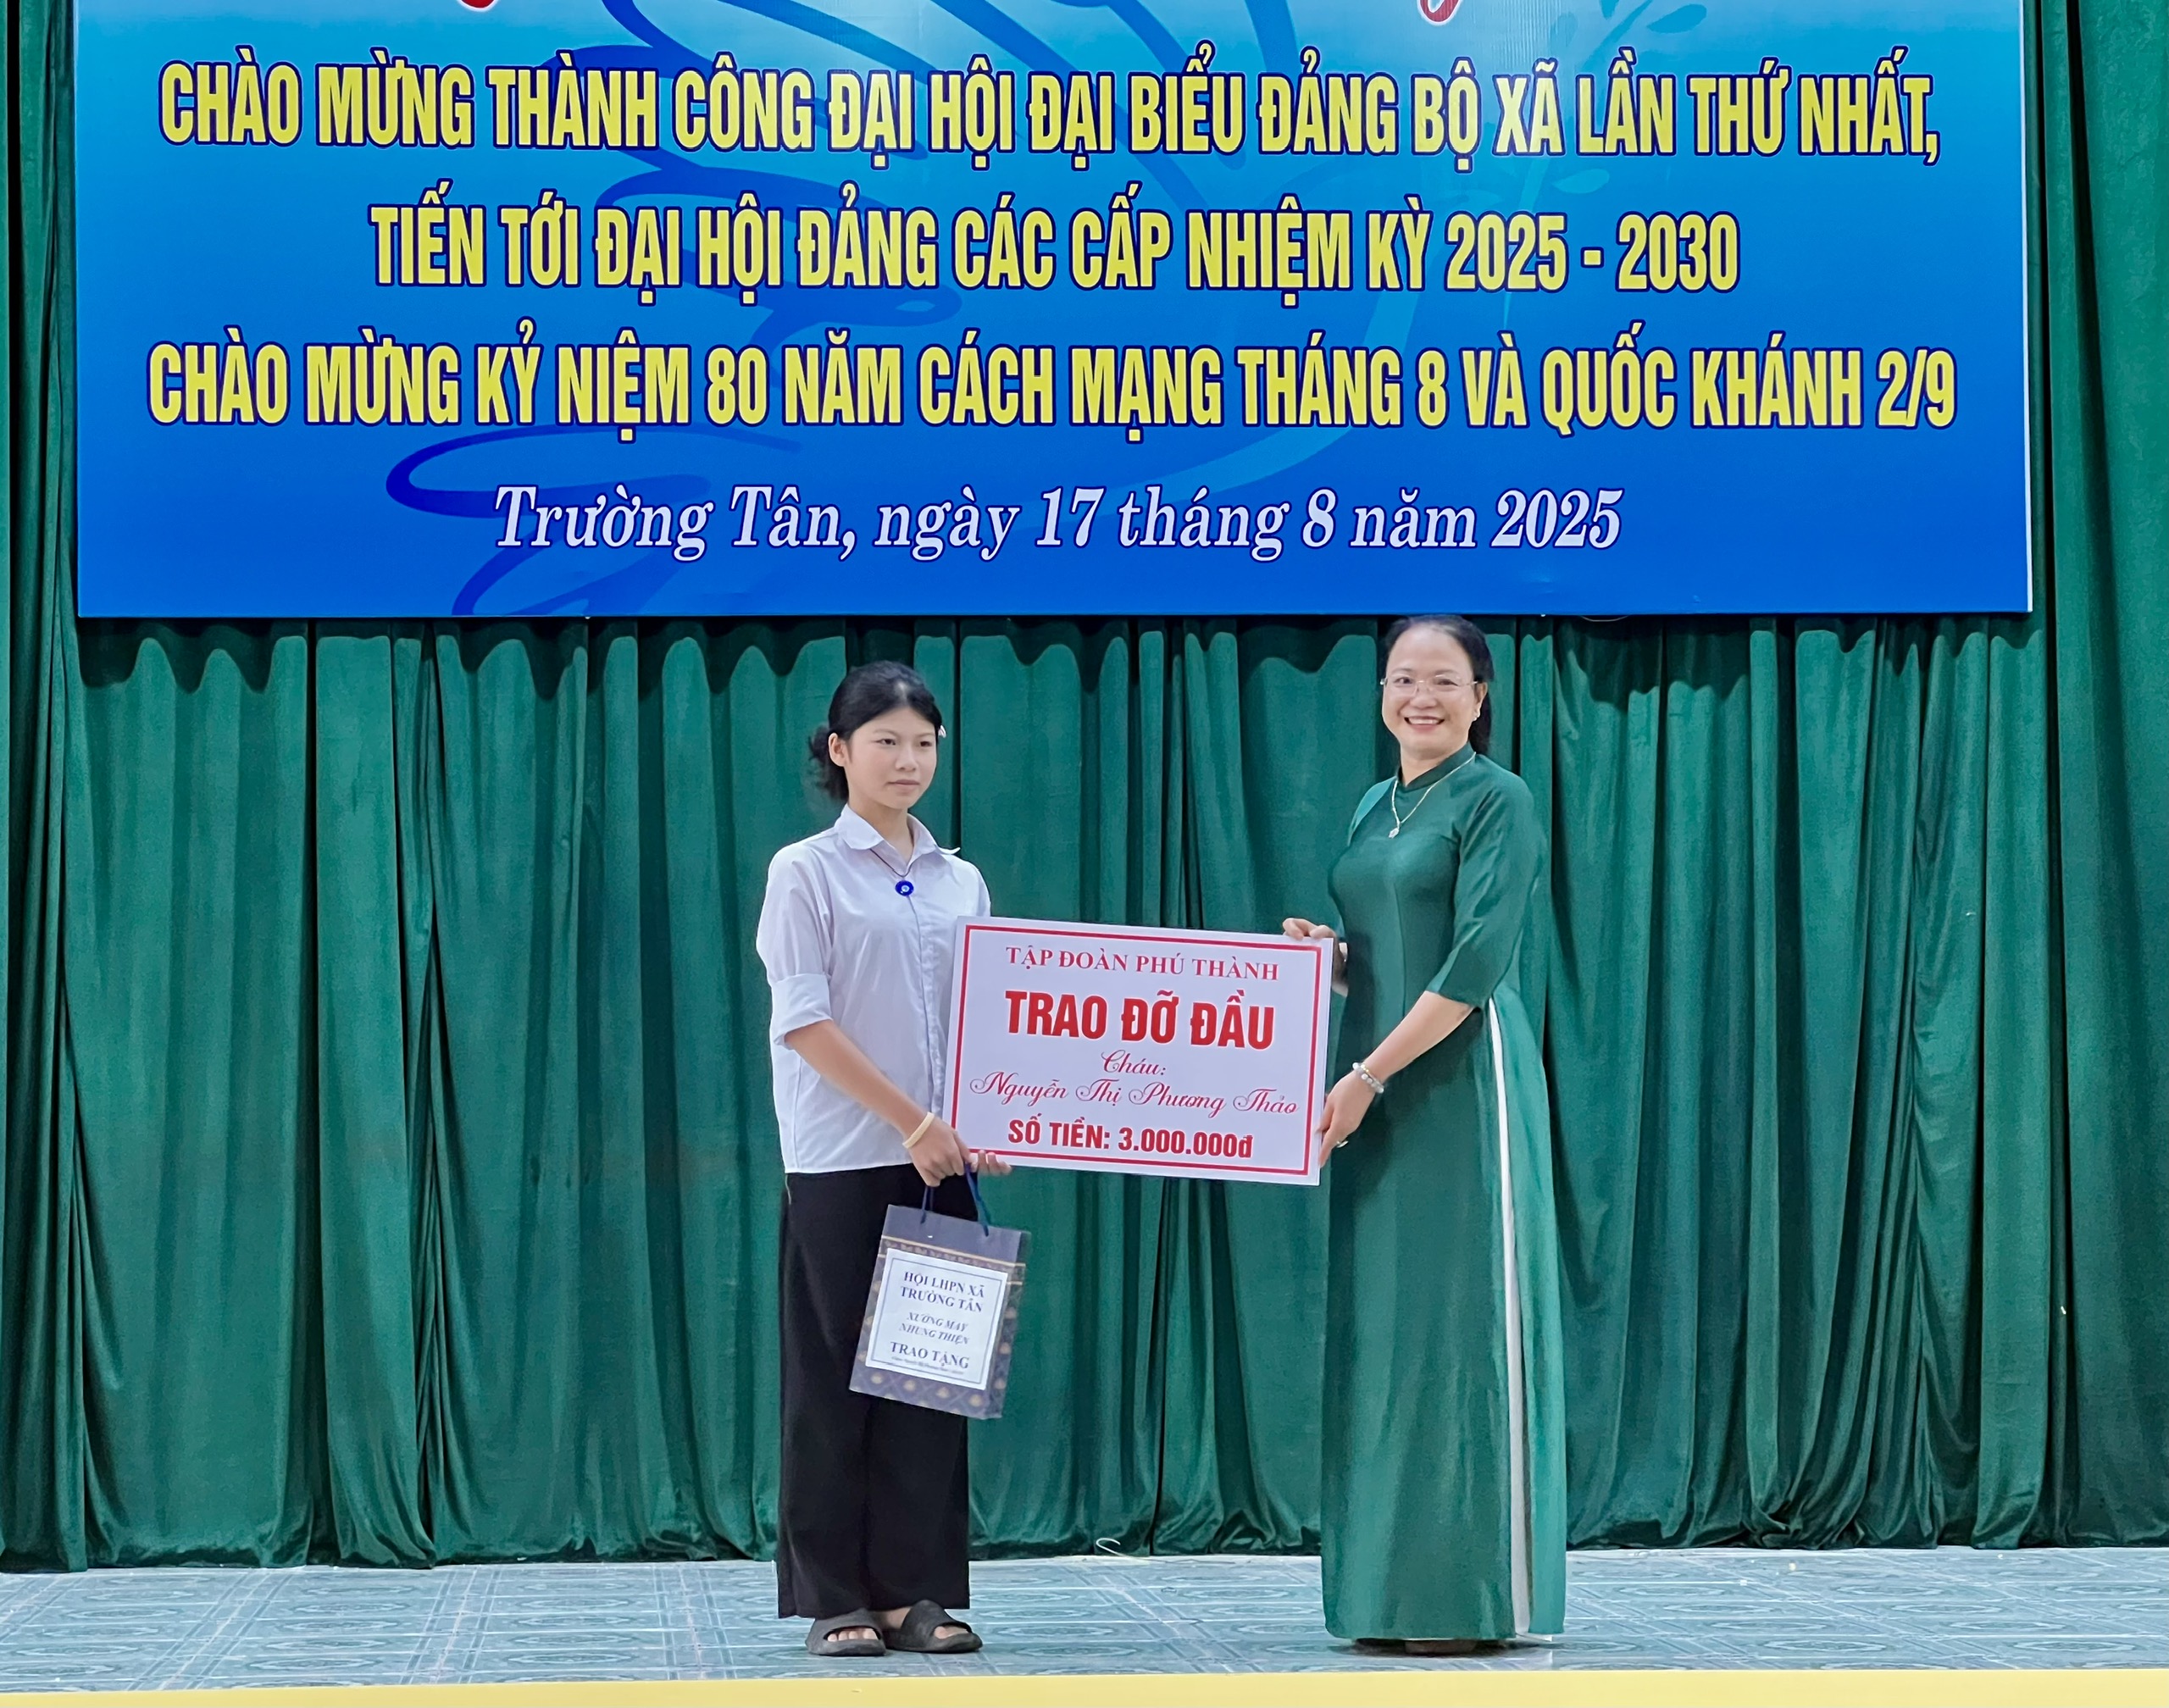 CHÀO MỪNG THÀNH CÔNG ĐẠI HỘI ĐẠI BIỂU ĐẢNG BỘ XÃ LẦN THỨ NHẤT,
TIẾN TỚI ĐẠI HỘI ĐẢNG CÁC CẤP NHIỆM KỲ 2025 - 2030
CHÀO MỪNG KỶ NIỆM 80 NĂM CÁCH MẠNG THÁNG 8 VÀ QUỐC KHÁNH 2/9
Trường Tân, ngày 17 tháng 8 năm 2025
TẬP ĐOÀN PHÚ THÀNH
TRAO ĐỠ ĐẦU
Cháu:
Nguyễn Thị Phương Thảo
SỐ TIỀN: 3.000.000đ
HỘI LHPN XÃ
TRƯỜNG TÂN
XƯỞNG MAY
NHUNG THIỆN
TRAO TẶNG